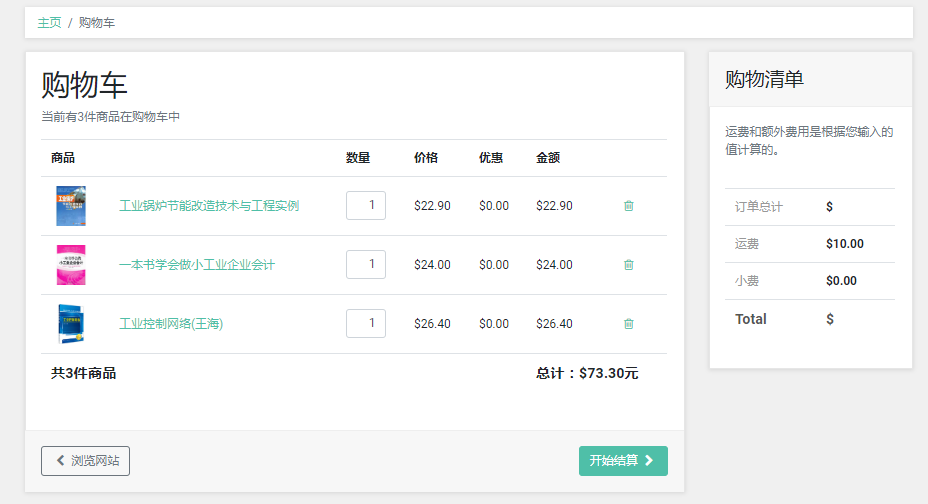 主页 / 购物车
购物车
当前有3件商品在购物车中
商品 数量 价格 优惠 金额
工业锅炉节能改造技术与工程实例 1 $22.90 $0.00 $22.90
一本书学会做小工业企业会计 1 $24.00 $0.00 $24.00
工业控制网络(王海) 1 $26.40 $0.00 $26.40
共3件商品 总计：$73.30元
浏览网站 开始结算
购物清单
运费和额外费用是根据您输入的
值计算的。
订单总计 $
运费 $10.00
小费 $0.00
Total $